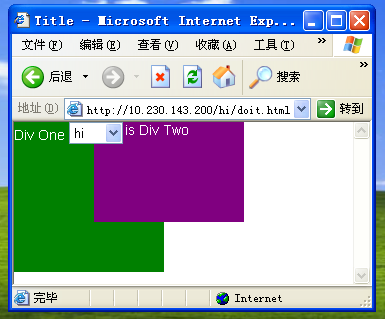 Title - Microsoft Internet Exp...
文件(F) 编辑(E) 查看(V) 收藏(A) 工具(T) »
后退 搜索 »
地址(D) http://10.230.143.200/hi/doit.html 转到
Div One hi is Div Two
完毕 Internet